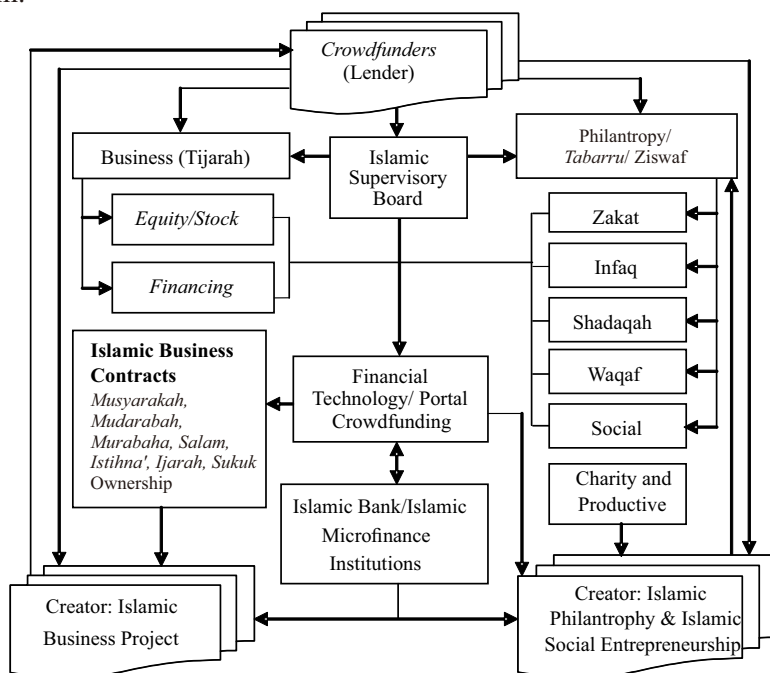 m.
Crowdfunders
(Lender)
Business (Tijarah)
Islamic
Supervisory
Board
Philantropy/
Tabarru/ Ziswaf
Equity/Stock
Financing
Zakat
Infaq
Shadaqah
Waqaf
Social
Islamic Business
Contracts
Musyarakah,
Mudarabah,
Murabaha, Salam,
Istihna', Ijarah, Sukuk
Ownership
Financial
Technology/ Portal
Crowdfunding
Charity and
Productive
Islamic Bank/Islamic
Microfinance
Institutions
Creator: Islamic
Business Project
Creator: Islamic
Philantrophy & Islamic
Social Entrepreneurship